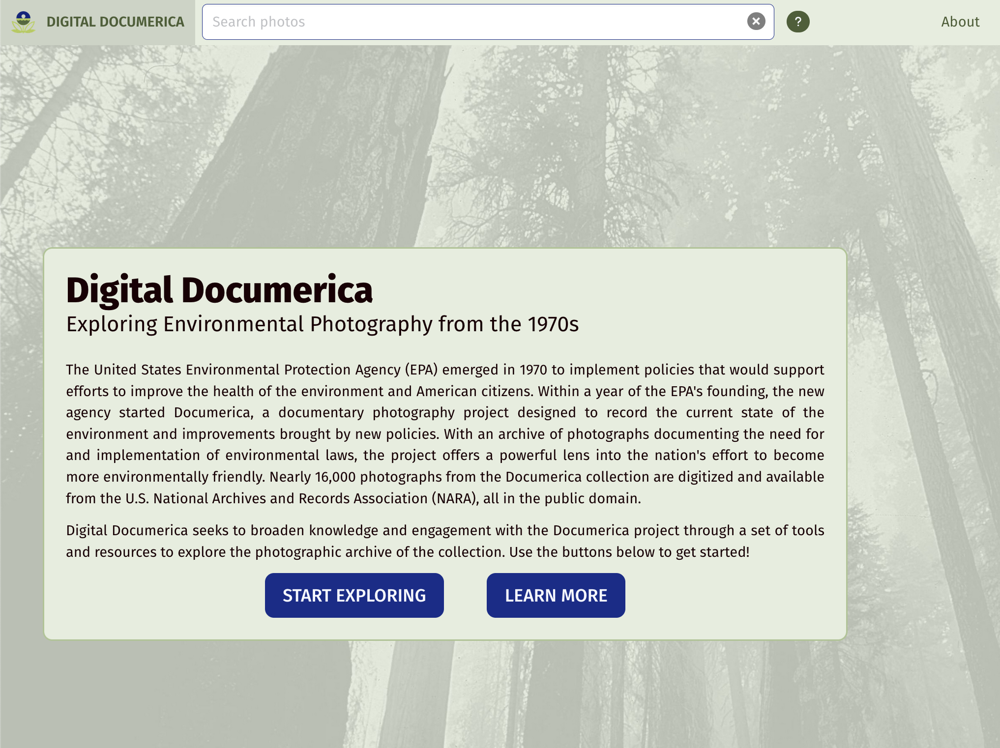 DIGITAL DOCUMERICA
Search photos
?
About
Digital Documerica
Exploring Environmental Photography from the 1970s
The United States Environmental Protection Agency (EPA) emerged in 1970 to implement policies that would support
efforts to improve the health of the environment and American citizens. Within a year of the EPA's founding, the new
agency started Documerica, a documentary photography project designed to record the current state of the
environment and improvements brought by new policies. With an archive of photographs documenting the need for
and implementation of environmental laws, the project offers a powerful lens into the nation's effort to become
more environmentally friendly. Nearly 16,000 photographs from the Documerica collection are digitized and available
from the U.S. National Archives and Records Association (NARA), all in the public domain.
Digital Documerica seeks to broaden knowledge and engagement with the Documerica project through a set of tools
and resources to explore the photographic archive of the collection. Use the buttons below to get started!
START EXPLORING
LEARN MORE